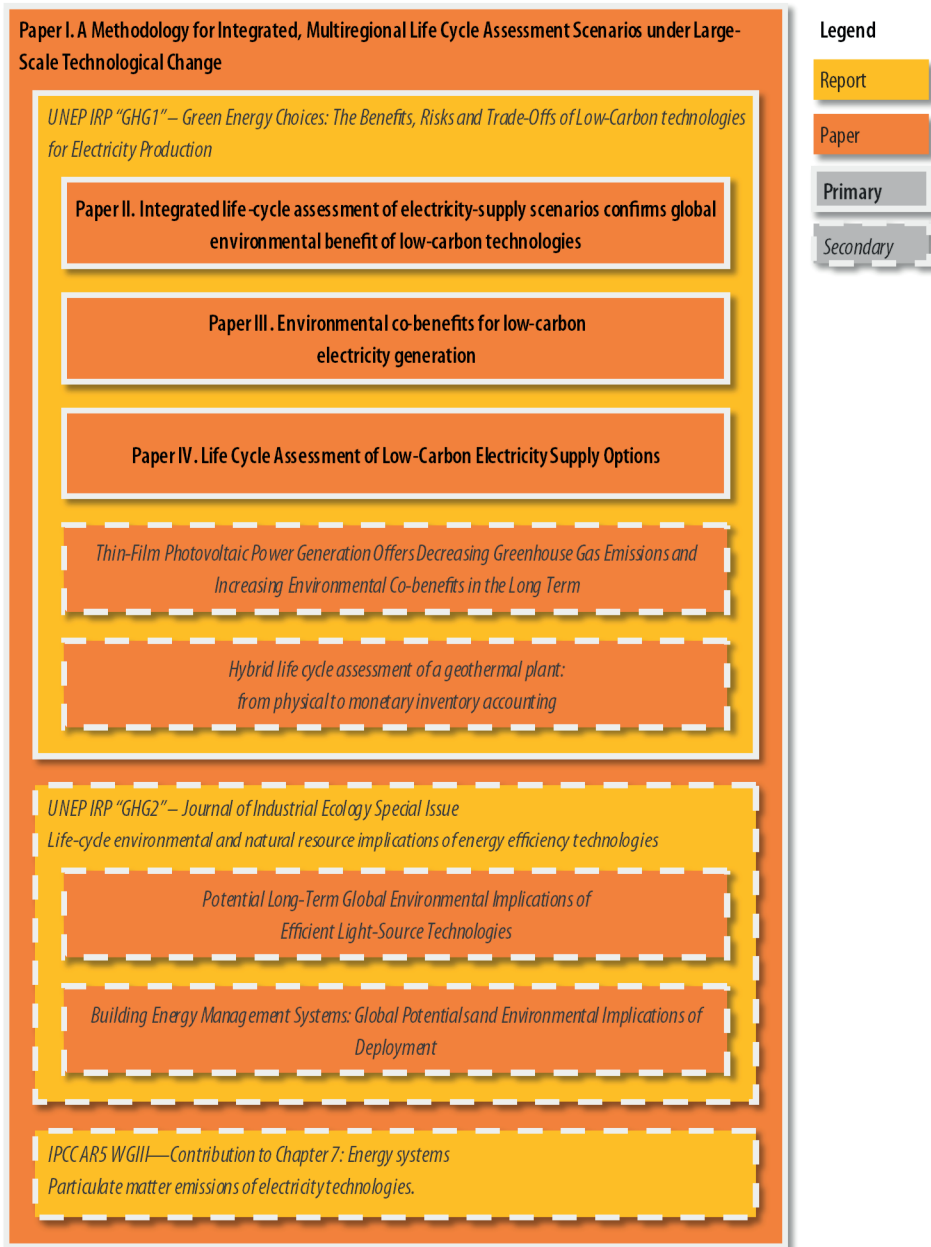 Paper I. A Methodology for Integrated, Multiregional Life Cycle Assessment Scenarios under Large-
Scale Technological Change
UNEP IRP “GHG1” – Green Energy Choices: The Benefits, Risks and Trade-Offs of Low-Carbon technologies
for Electricity Production
Paper II. Integrated life-cycle assessment of electricity-supply scenarios confirms global
environmental benefit of low-carbon technologies
Paper III. Environmental co-benefits for low-carbon
electricity generation
Paper IV. Life Cycle Assessment of Low-Carbon Electricity Supply Options
Thin-Film Photovoltaic Power Generation Offers Decreasing Greenhouse Gas Emissions and
Increasing Environmental Co-benefits in the Long Term
Hybrid life cycle assessment of a geothermal plant:
from physical to monetary inventory accounting
UNEP IRP “GHG2” – Journal of Industrial Ecology Special Issue
Life-cycle environmental and natural resource implications of energy efficiency technologies
Potential Long-Term Global Environmental Implications of
Efficient Light-Source Technologies
Building Energy Management Systems: Global Potentials and Environmental Implications of
Deployment
IPCC AR5 WGIII—Contribution to Chapter 7: Energy systems
Particulate matter emissions of electricity technologies.
Legend
Report
Paper
Primary
Secondary